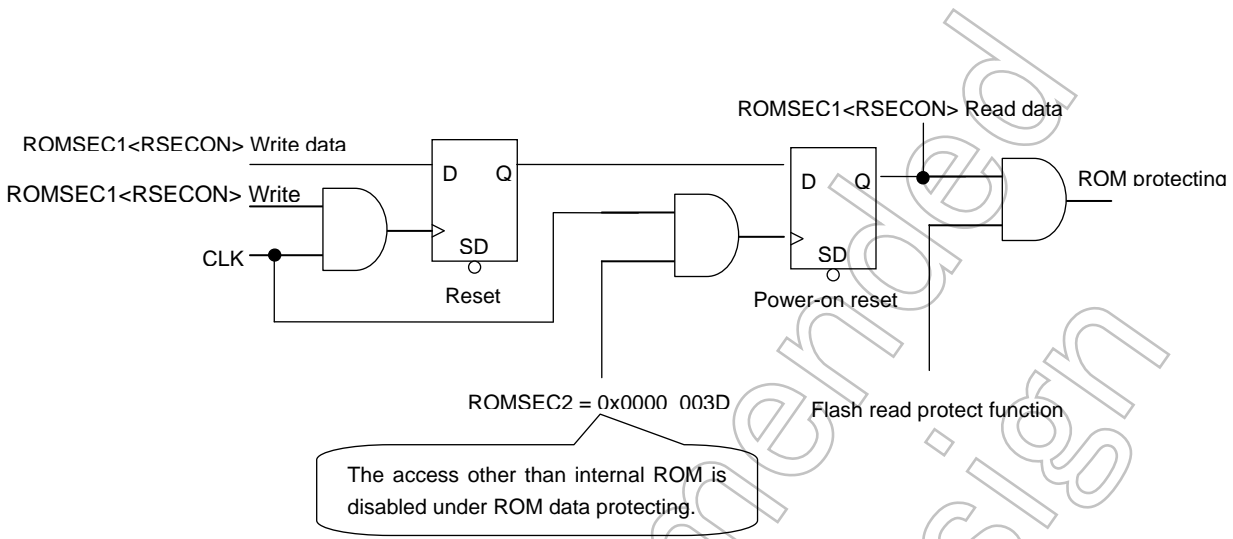 ROMSEC1<RSECON> Read data
ROMSEC1<RSECON> Write data
D Q
D Q
ROM protecting
ROMSEC1<RSECON> Write
CLK
SD
SD
Reset
Power-on reset
ROMSEC2 = 0x0000_003D
Flash read protect function
The access other than internal ROM is
disabled under ROM data protecting.
mended
sign